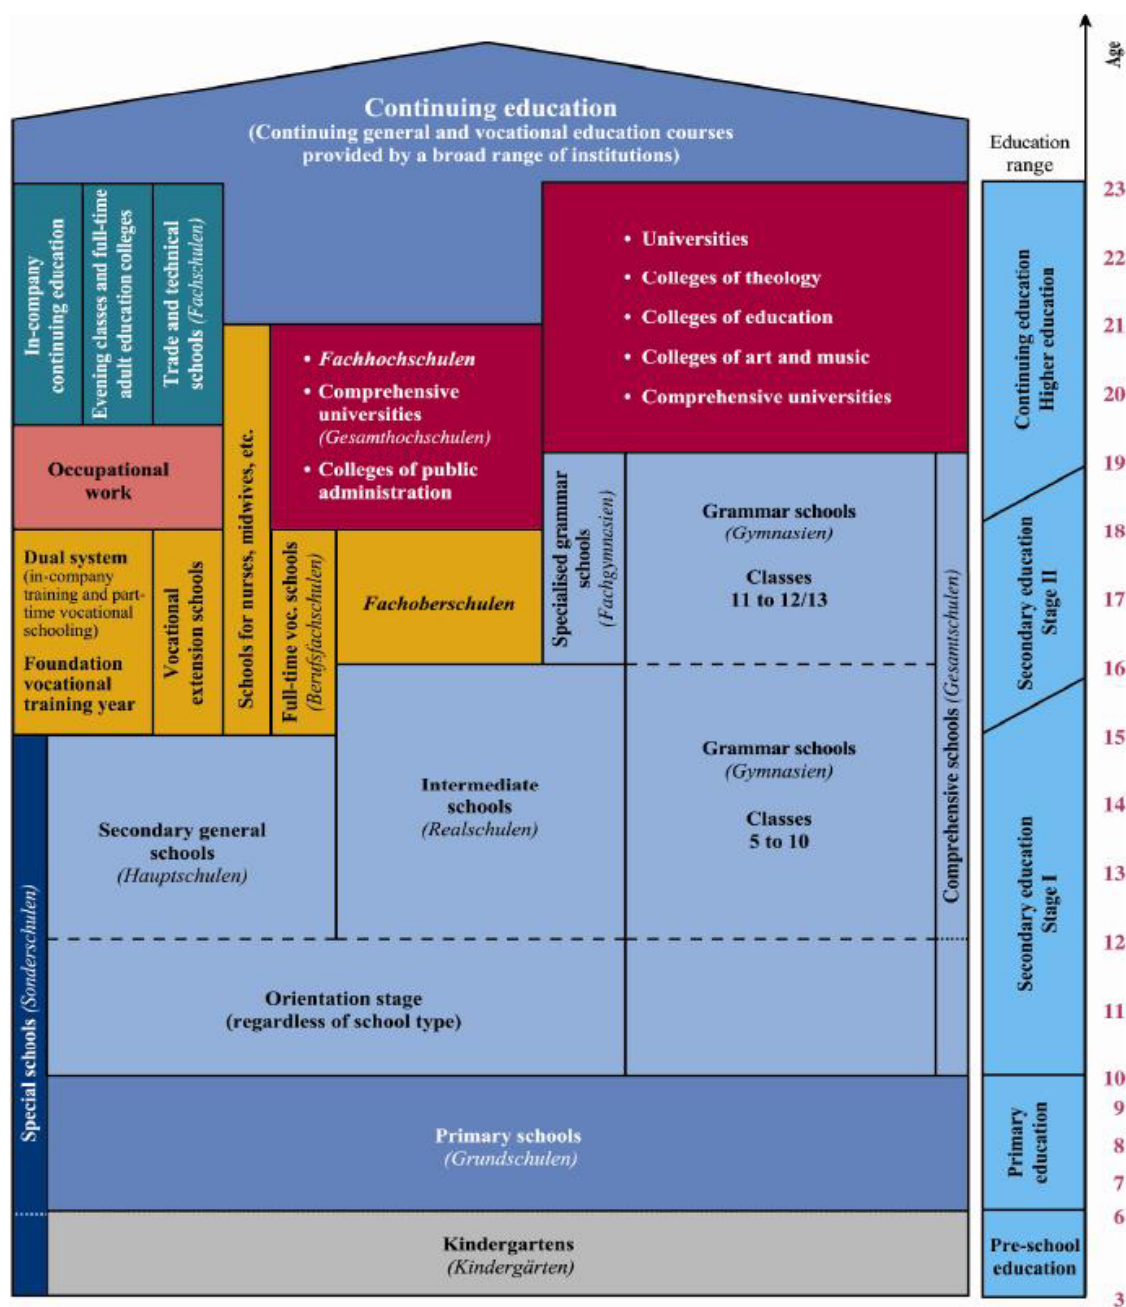 Age
Continuing education
(Continuing general and vocational education courses
provided by a broad range of institutions)
Education
range
In-company
continuing education
Evening classes and full-time
adult education colleges
Trade and technical
schools (Fachschulen)
• Universities
• Colleges of theology
• Colleges of education
• Colleges of art and music
• Comprehensive universities
• Fachhochschulen
• Comprehensive
universities
(Gesamthochschulen)
• Colleges of public
administration
Occupational
work
Dual system
(in-company
training and part-
time vocational
schooling)
Foundation
vocational
training year
Vocational
extension schools
Schools for nurses, midwives, etc.
Full-time voc. schools
(Berufsfachschulen)
Fachoberschulen
Specialised grammar
schools
(Fachgymnasien)
Grammar schools
(Gymnasien)
Classes
11 to 12/13
Comprehensive schools (Gesamtschulen)
Secondary general
schools
(Hauptschulen)
Intermediate
schools
(Realschulen)
Grammar schools
(Gymnasien)
Classes
5 to 10
Orientation stage
(regardless of school type)
Special schools (Sonderschulen)
Primary schools
(Grundschulen)
Kindergartens
(Kindergärten)
Continuing education
Higher education
Secondary education
Stage II
Secondary education
Stage I
Primary
education
Pre-school
education
23
22
21
20
19
18
17
16
15
14
13
12
11
10
9
8
7
6
3